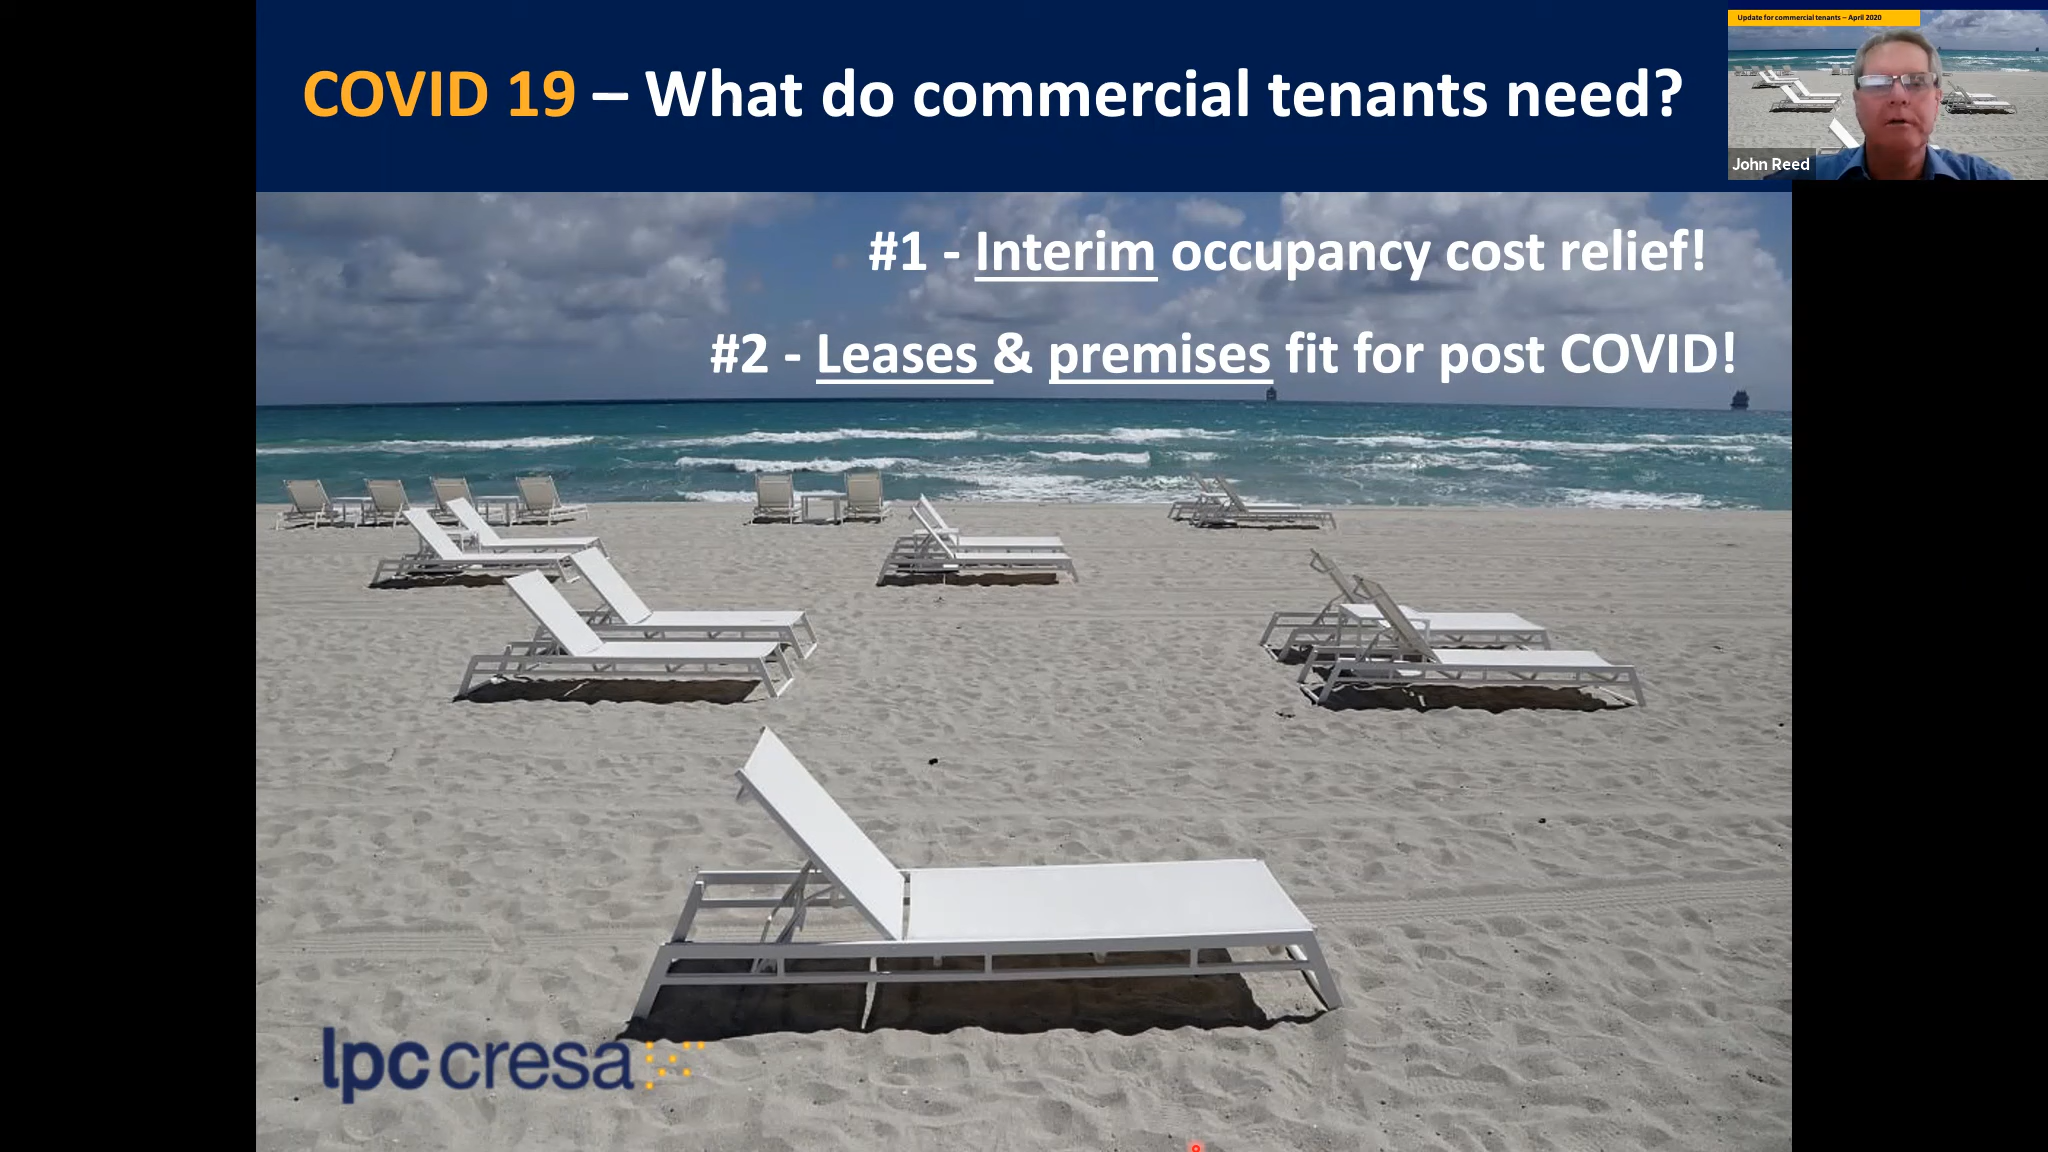 COVID 19 – What do commercial tenants need?
Update for commercial tenants – April 2020
John Reed
#1 - Interim occupancy cost relief!
#2 - Leases & premises fit for post COVID!
lpc cresa